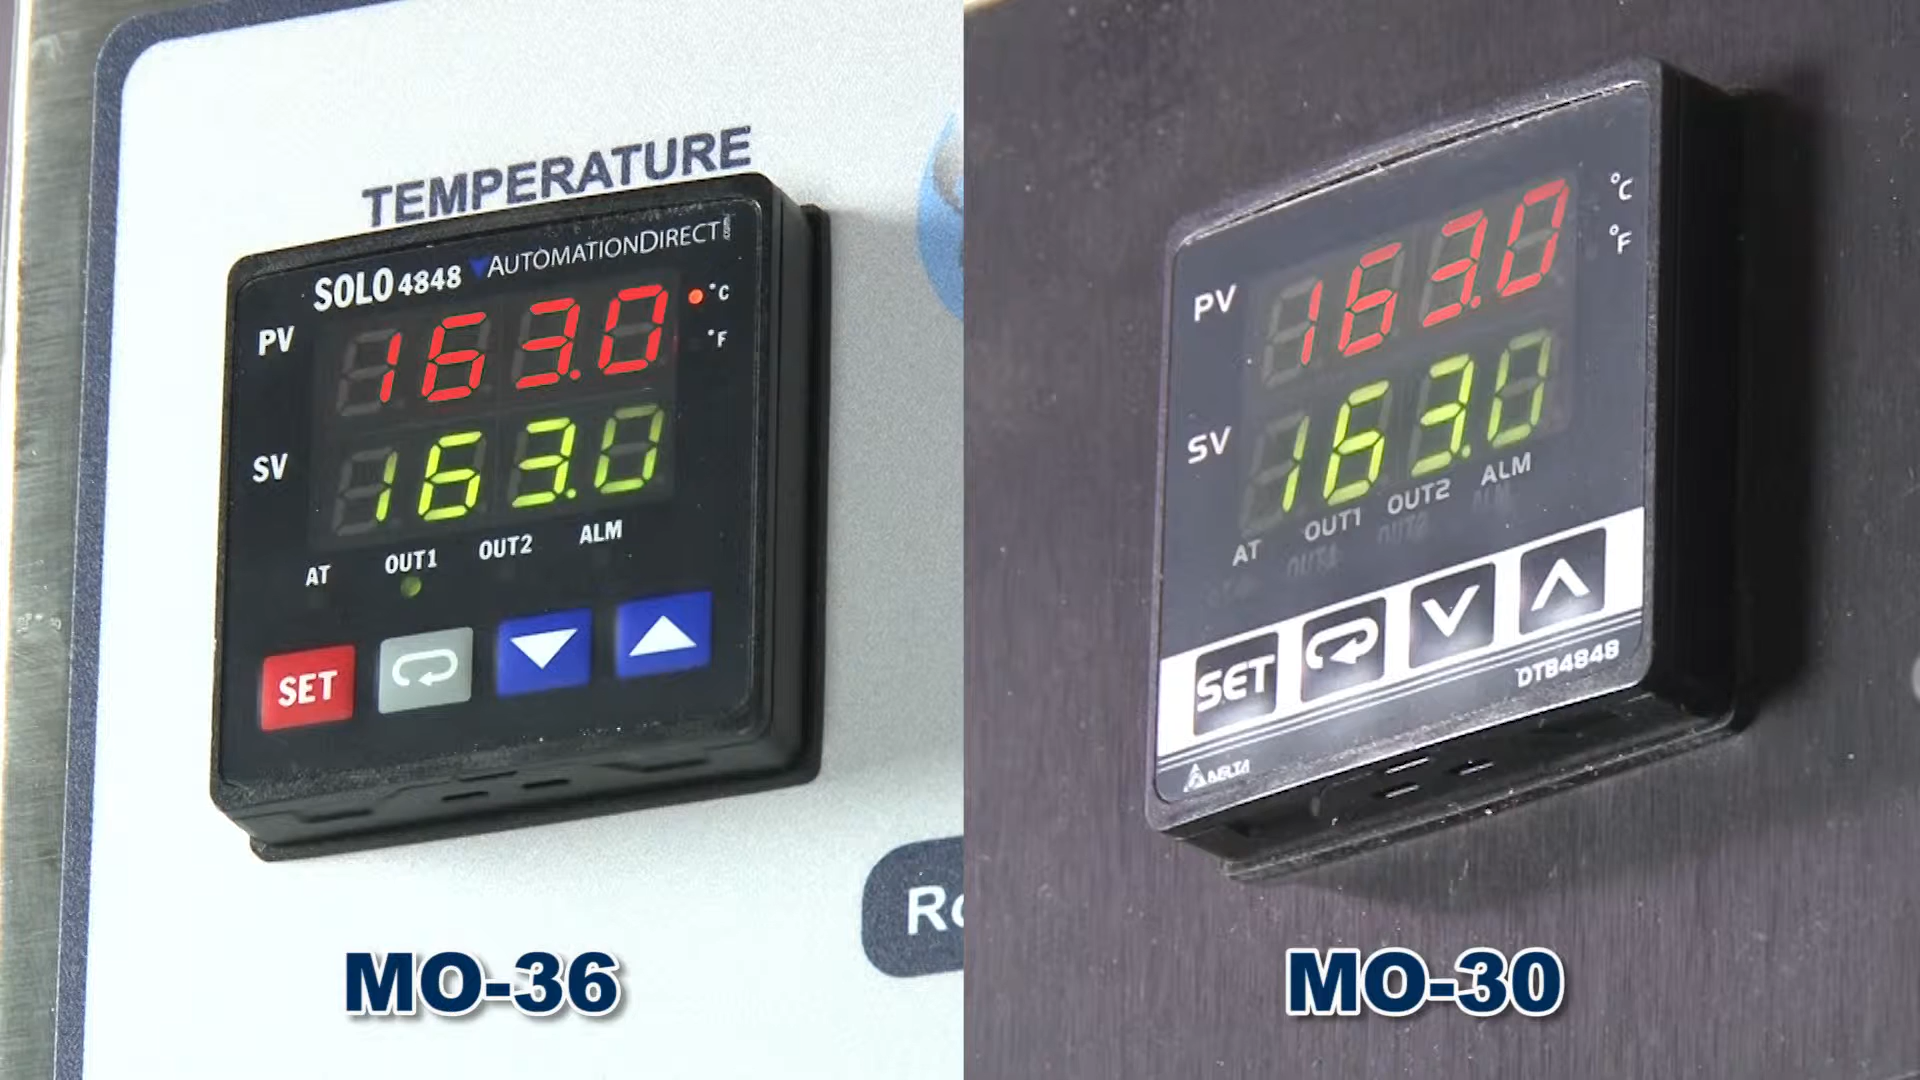 TEMPERATURE
SOLO 4848 AUTOMATIONDIRECT.com
PV 163.0 °C
°F
SV 163.0
AT OUT1 OUT2 ALM
SET
MO-36
PV 163.0 °C
°F
SV 163.0
AT OUT1 OUT2 ALM
SET
DTB4848
DELTA
MO-30